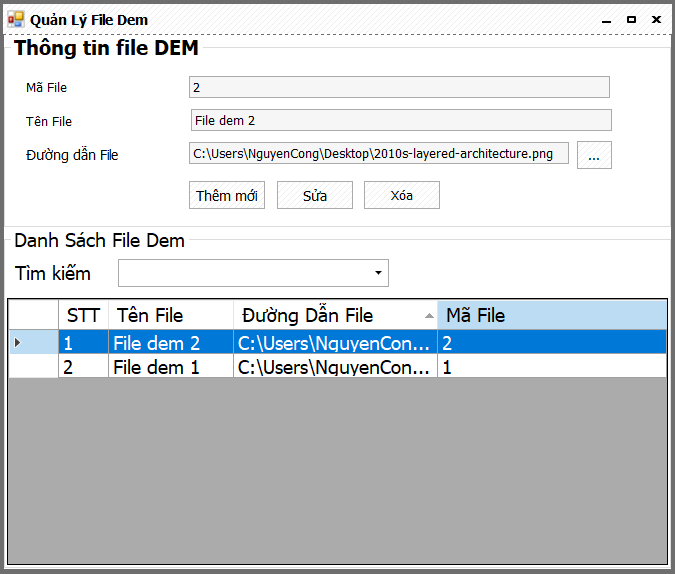 Quản Lý File Dem
Thông tin file DEM
Mã File
2
Tên File
File dem 2
Đường dẫn File
C:\Users\NguyenCong\Desktop\2010s-layered-architecture.png
...
Thêm mới Sửa Xóa
Danh Sách File Dem
Tìm kiếm
STT Tên File Đường Dẫn File Mã File
1 File dem 2 C:\Users\NguyenCon... 2
2 File dem 1 C:\Users\NguyenCon... 1